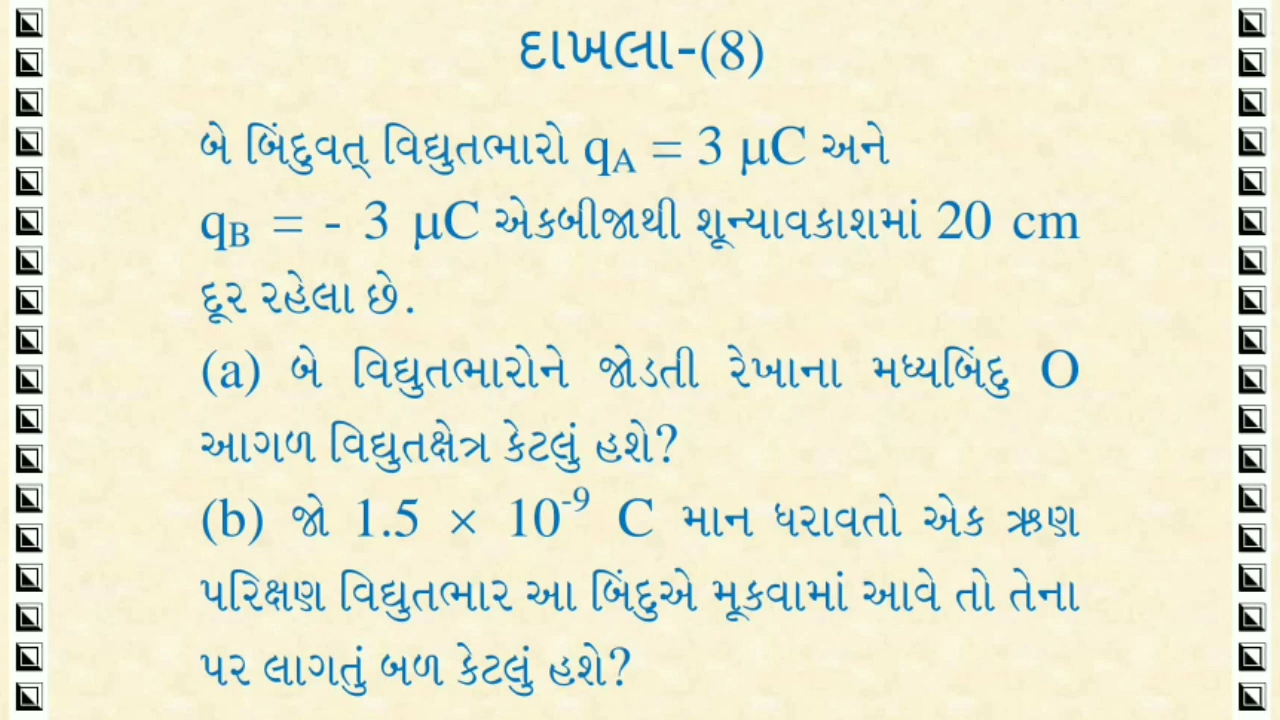 દાખલા-(8)
બે બિંદુવત્ વિદ્યુતભારો qA = 3 μC અને
qB = - 3 μC એકબીજાથી શૂન્યાવકાશમાં 20 cm
દૂર રહેલા છે.
(a) બે વિદ્યુતભારોને જોડતી રેખાના મધ્યબિંદુ O
આગળ વિદ્યુતક્ષેત્ર કેટલું હશે?
(b) જો 1.5 × 10⁻⁹ C માન ધરાવતો એક ઋણ
પરિક્ષણ વિદ્યુતભાર આ બિંદુએ મૂકવામાં આવે તો તેના
પર લાગતું બળ કેટલું હશે?